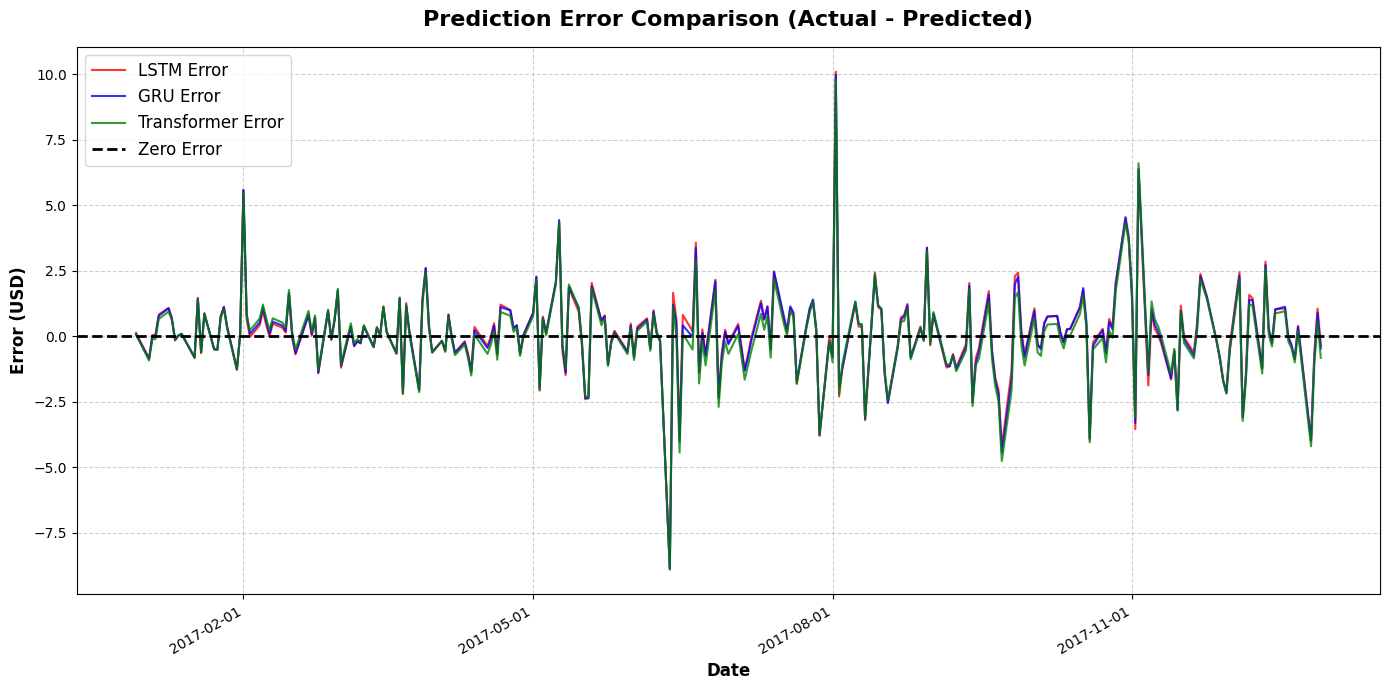 Prediction Error Comparison (Actual - Predicted)
LSTM Error
GRU Error
Transformer Error
Zero Error
10.0
7.5
5.0
2.5
0.0
−2.5
−5.0
−7.5
Error (USD)
2017-02-01
2017-05-01
2017-08-01
2017-11-01
Date